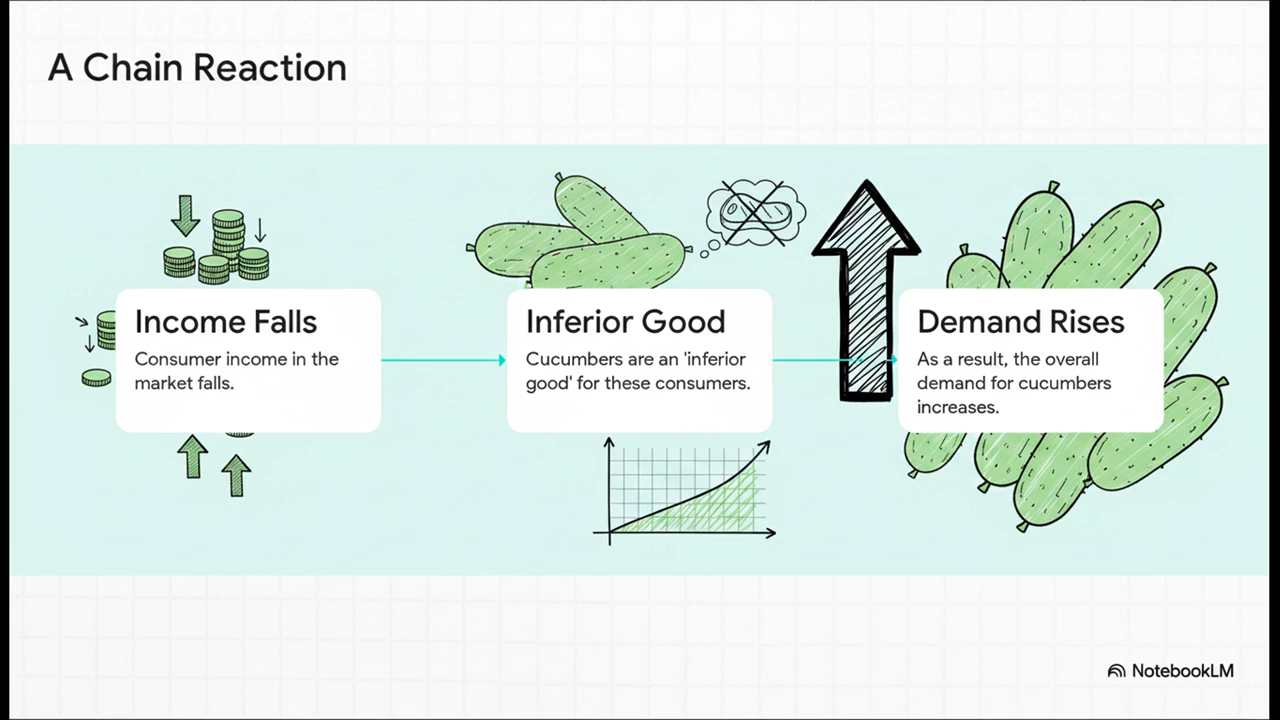 A Chain Reaction
Income Falls
Consumer income in the
market falls.
Inferior Good
Cucumbers are an 'inferior
good' for these consumers.
Demand Rises
As a result, the overall
demand for cucumbers
increases.
NotebookLM